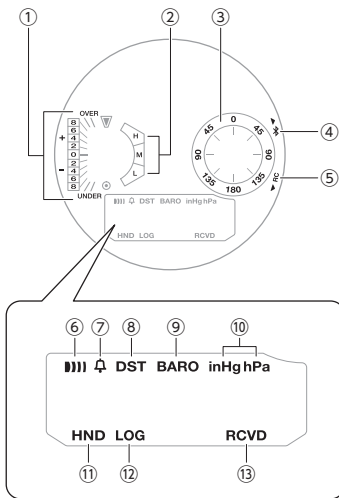 ① ② ③
OVER
+
8
6
4
2
0
2
4
6
8
−
UNDER
H
M
L
0
45
90
135
180
135
90
45
④
RC
⑤
DST BARO inHg hPa
HND LOG RCVD
⑥ ⑦ ⑧ ⑨ ⑩
DST BARO inHg hPa
HND LOG RCVD
⑪ ⑫ ⑬